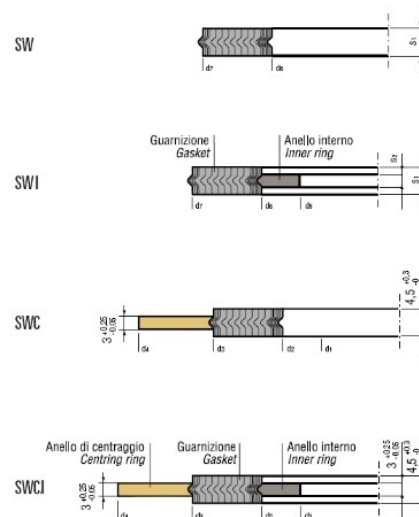 SW
d7
d6
S1
Guarnizione
Gasket
Anello interno
Inner ring
SWI
d7
d6
d5
S2
S1
SWC
3 +0.25 -0.05
d4
d3
d2
d1
4,5 +0.3 -0
Anello di centraggio
Centring ring
Guarnizione
Gasket
Anello interno
Inner ring
SWCI
3 +0.25 -0.05
3 +0.25 -0.05
4,5 +0.3 -0